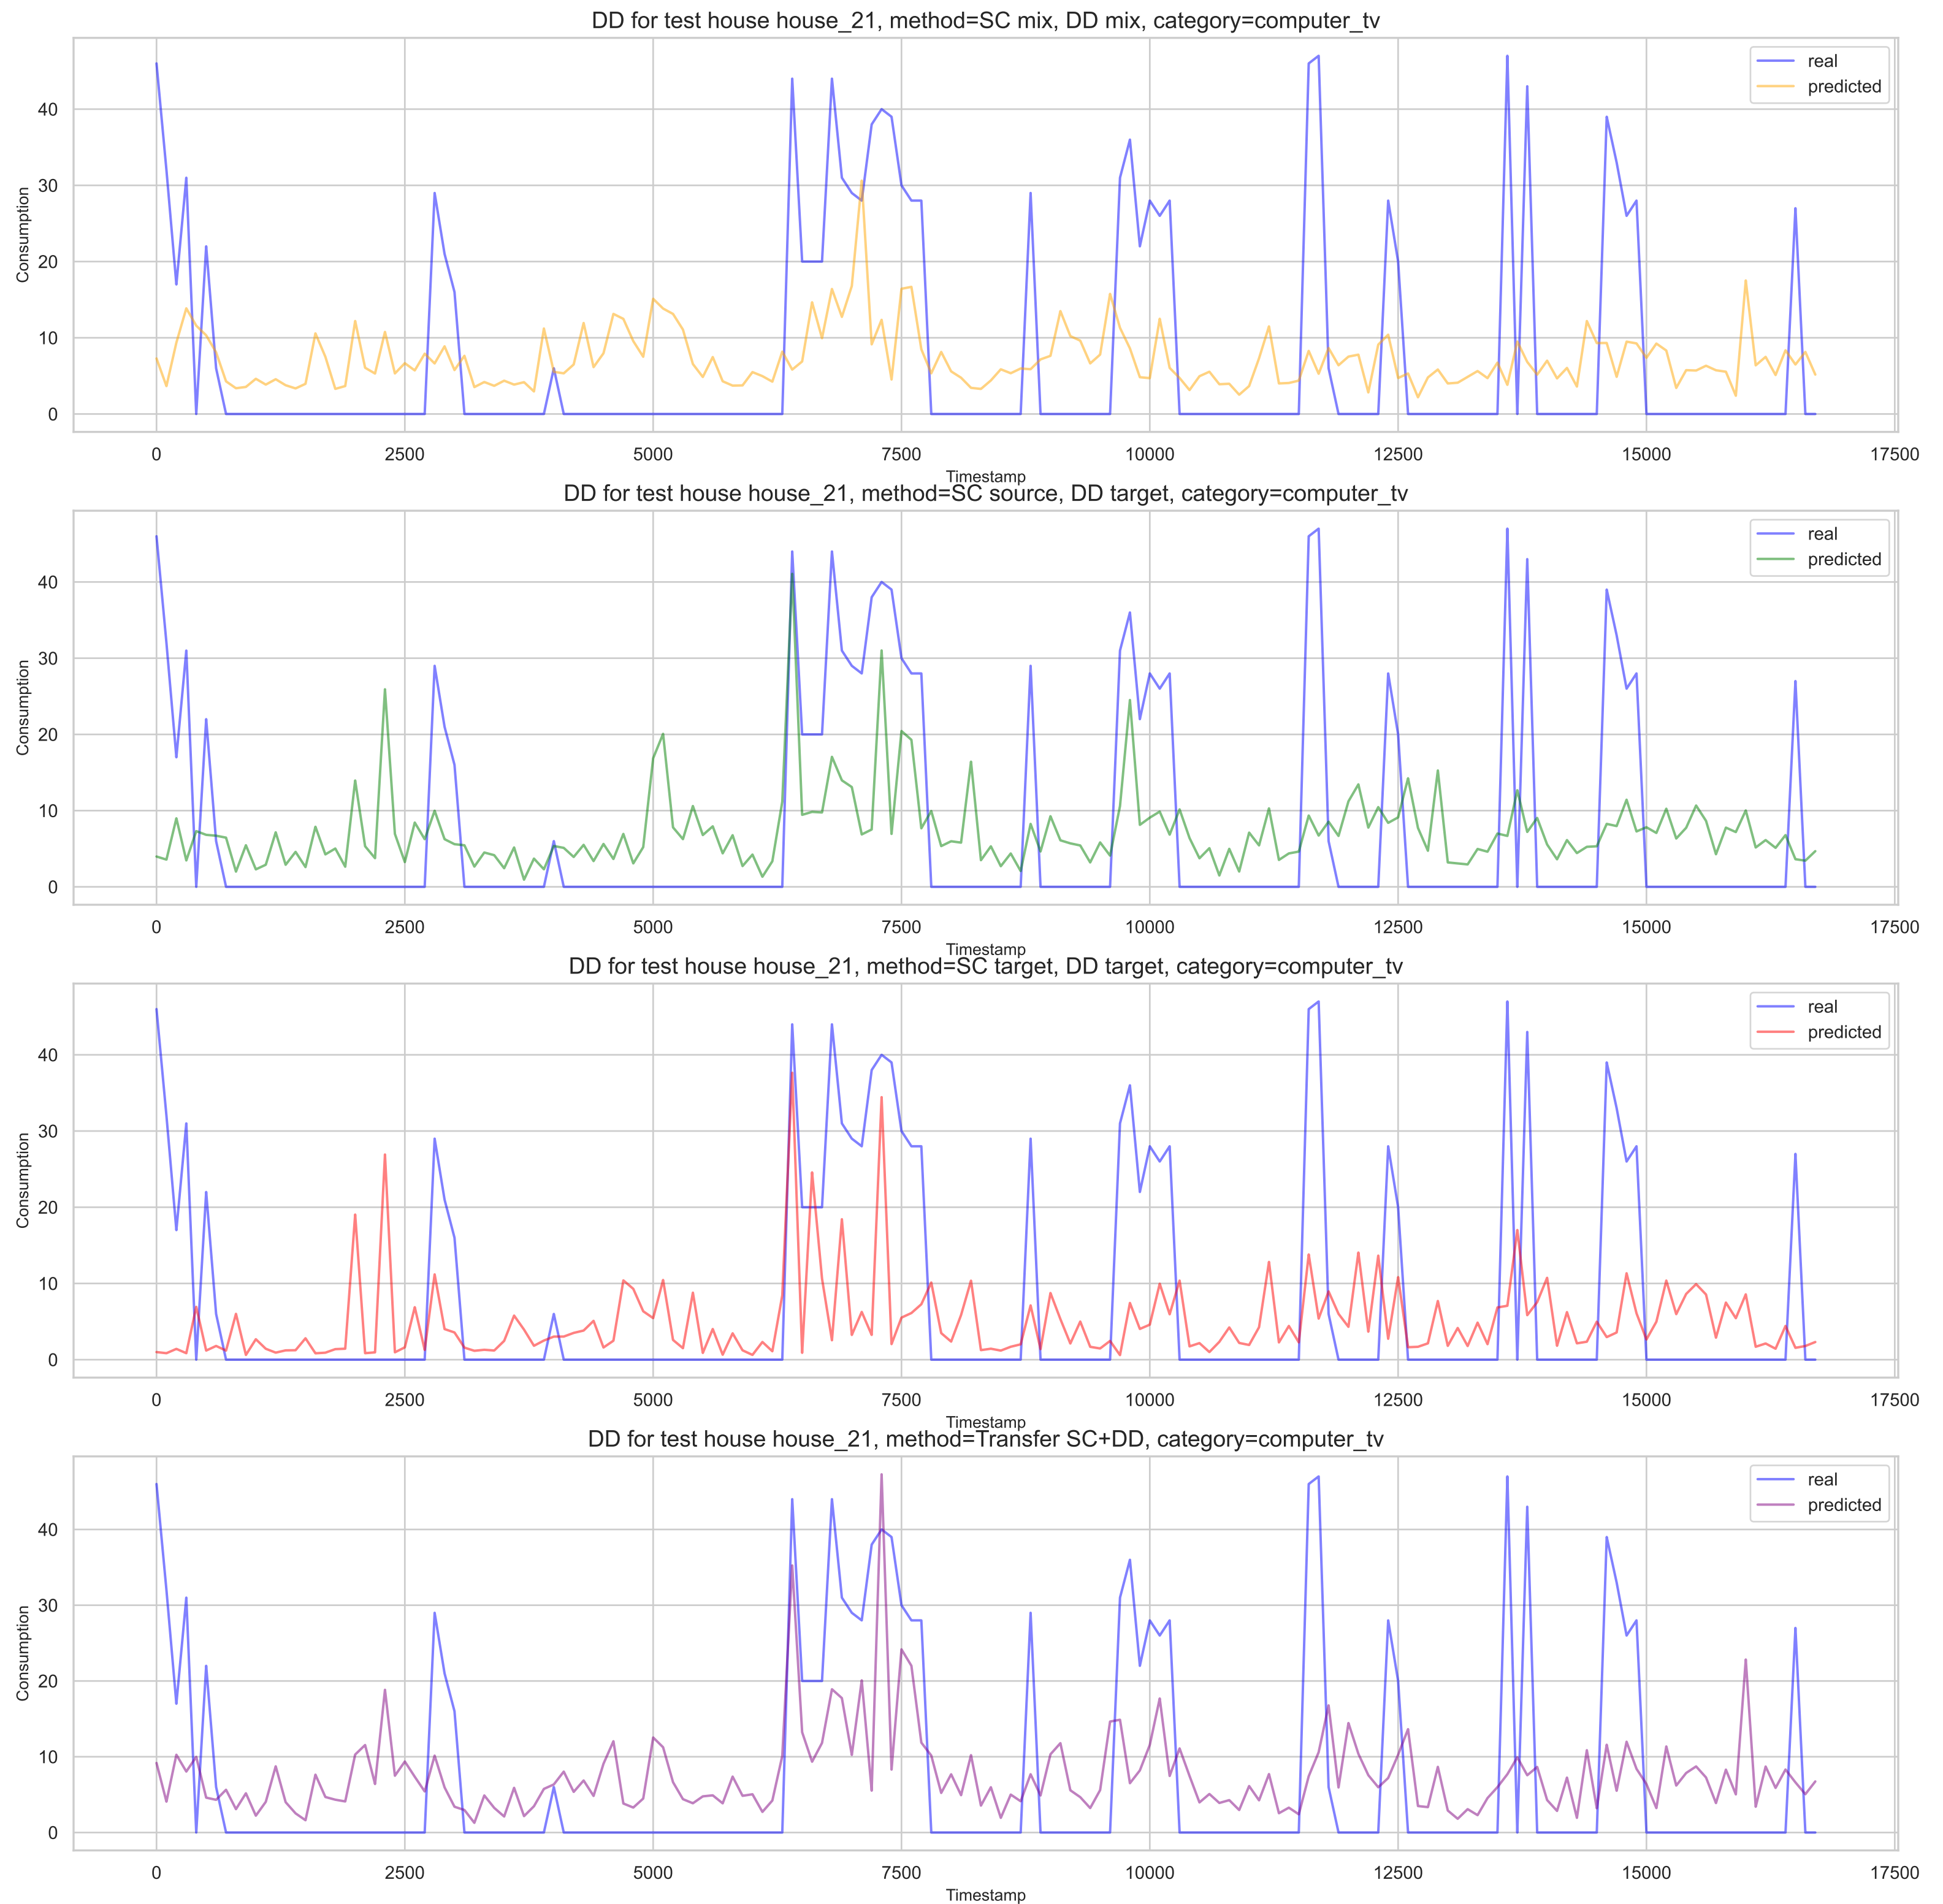 DD for test house house_21, method=SC mix, DD mix, category=computer_tv
real
predicted
Consumption
40
30
20
10
0
0 2500 5000 7500 10000 12500 15000 17500
Timestamp
DD for test house house_21, method=SC source, DD target, category=computer_tv
real
predicted
Consumption
40
30
20
10
0
0 2500 5000 7500 10000 12500 15000 17500
Timestamp
DD for test house house_21, method=SC target, DD target, category=computer_tv
real
predicted
Consumption
40
30
20
10
0
0 2500 5000 7500 10000 12500 15000 17500
Timestamp
DD for test house house_21, method=Transfer SC+DD, category=computer_tv
real
predicted
Consumption
40
30
20
10
0
0 2500 5000 7500 10000 12500 15000 17500
Timestamp